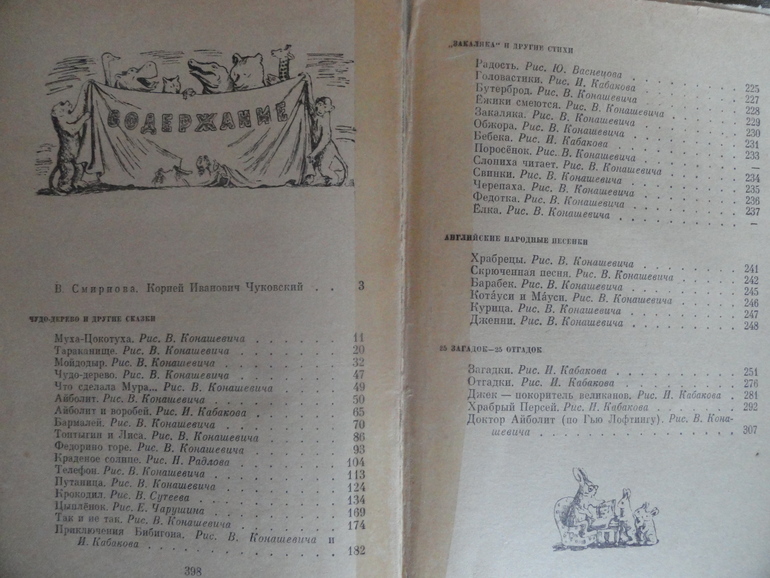 СОДЕРЖАНИЕ
В. Смирнова. Корней Иванович Чуковский . . 3
ЧУДО-ДЕРЕВО И ДРУГИЕ СКАЗКИ
Муха-Цокотуха. Рис. В. Конашевича 11
Тараканище. Рис. В. Конашевича 20
Мойдодыр. Рис. В. Конашевича 32
Чудо-дерево. Рис. В. Конашевича 47
Что сделала Мура... Рис. В. Конашевича 49
Айболит. Рис. В. Конашевича 50
Айболит и воробей. Рис. И. Кабакова 65
Бармалей. Рис. В. Конашевича 70
Топтыгин и Лиса. Рис. В. Конашевича 86
Федорино горе. Рис. В. Конашевича 93
Краденое солнце. Рис. Н. Радлова 104
Телефон. Рис. В. Конашевича 113
Путаница. Рис. В. Конашевича 124
Крокодил. Рис. В. Сутеева 134
Цыплёнок. Рис. Е. Чарушина 169
Так и не так. Рис. В. Конашевича 174
Приключения Бибигона. Рис. В. Конашевича и
И. Кабакова 182
398
„ЗАКАЛЯКА“ И ДРУГИЕ СТИХИ
Радость. Рис. Ю. Васнецова 225
Головастики. Рис. И. Кабакова 227
Бутерброд. Рис. В. Конашевича 228
Ёжики смеются. Рис. В. Конашевича 229
Закаляка. Рис. В. Конашевича 230
Обжора. Рис. В. Конашевича 231
Бебека. Рис. И. Кабакова 233
Поросёнок. Рис. В. Конашевича —
Слониха читает. Рис. В. Конашевича 234
Свинки. Рис. В. Конашевича 235
Черепаха. Рис. В. Конашевича 236
Федотка. Рис. В. Конашевича 237
Ёлка. Рис. В. Конашевича —
АНГЛИЙСКИЕ НАРОДНЫЕ ПЕСЕНКИ
Храбрецы. Рис. В. Конашевича 241
Скрюченная песня. Рис. В. Конашевича 242
Барабек. Рис. В. Конашевича 245
Котáуси и Мáуси. Рис. В. Конашевича 246
Курица. Рис. В. Конашевича 247
Дженни. Рис. В. Конашевича 248
25 ЗАГАДОК—25 ОТГАДОК
Загадки. Рис. И. Кабакова 251
Отгадки. Рис. И. Кабакова 276
Джек — покоритель великанов. Рис. И. Кабакова 281
Храбрый Персей. Рис. И. Кабакова 292
Доктор Айболит (по Гью Лофтингу). Рис. В. Кона-
шевича 307